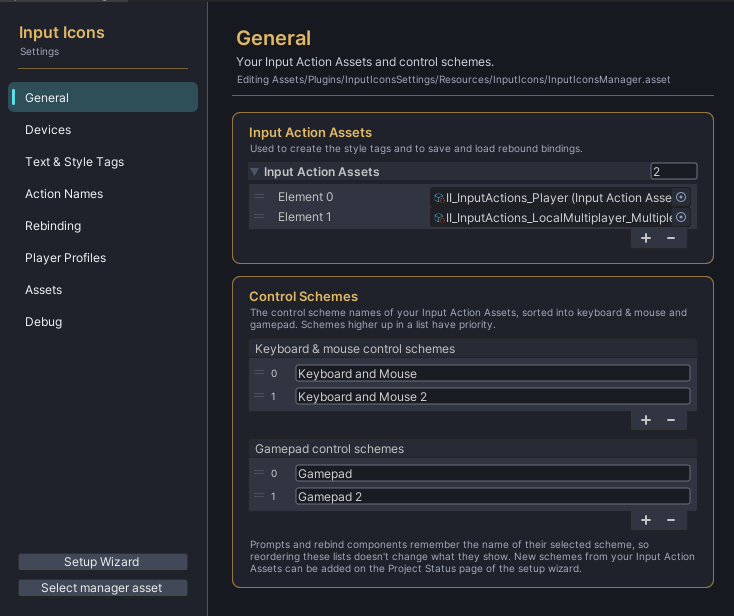 Input Icons
Settings
General
Devices
Text & Style Tags
Action Names
Rebinding
Player Profiles
Assets
Debug
Setup Wizard
Select manager asset
General
Your Input Action Assets and control schemes.
Editing Assets/Plugins/InputIconsSettings/Resources/InputIcons/InputIconsManager.asset
Input Action Assets
Used to create the style tags and to save and load rebound bindings.
Input Action Assets 2
Element 0 II_InputActions_Player (Input Action Asse
Element 1 II_InputActions_LocalMultiplayer_Multiple
+ −
Control Schemes
The control scheme names of your Input Action Assets, sorted into keyboard & mouse and
gamepad. Schemes higher up in a list have priority.
Keyboard & mouse control schemes
0 Keyboard and Mouse
1 Keyboard and Mouse 2
+ −
Gamepad control schemes
0 Gamepad
1 Gamepad 2
+ −
Prompts and rebind components remember the name of their selected scheme, so
reordering these lists doesn't change what they show. New schemes from your Input Action
Assets can be added on the Project Status page of the setup wizard.